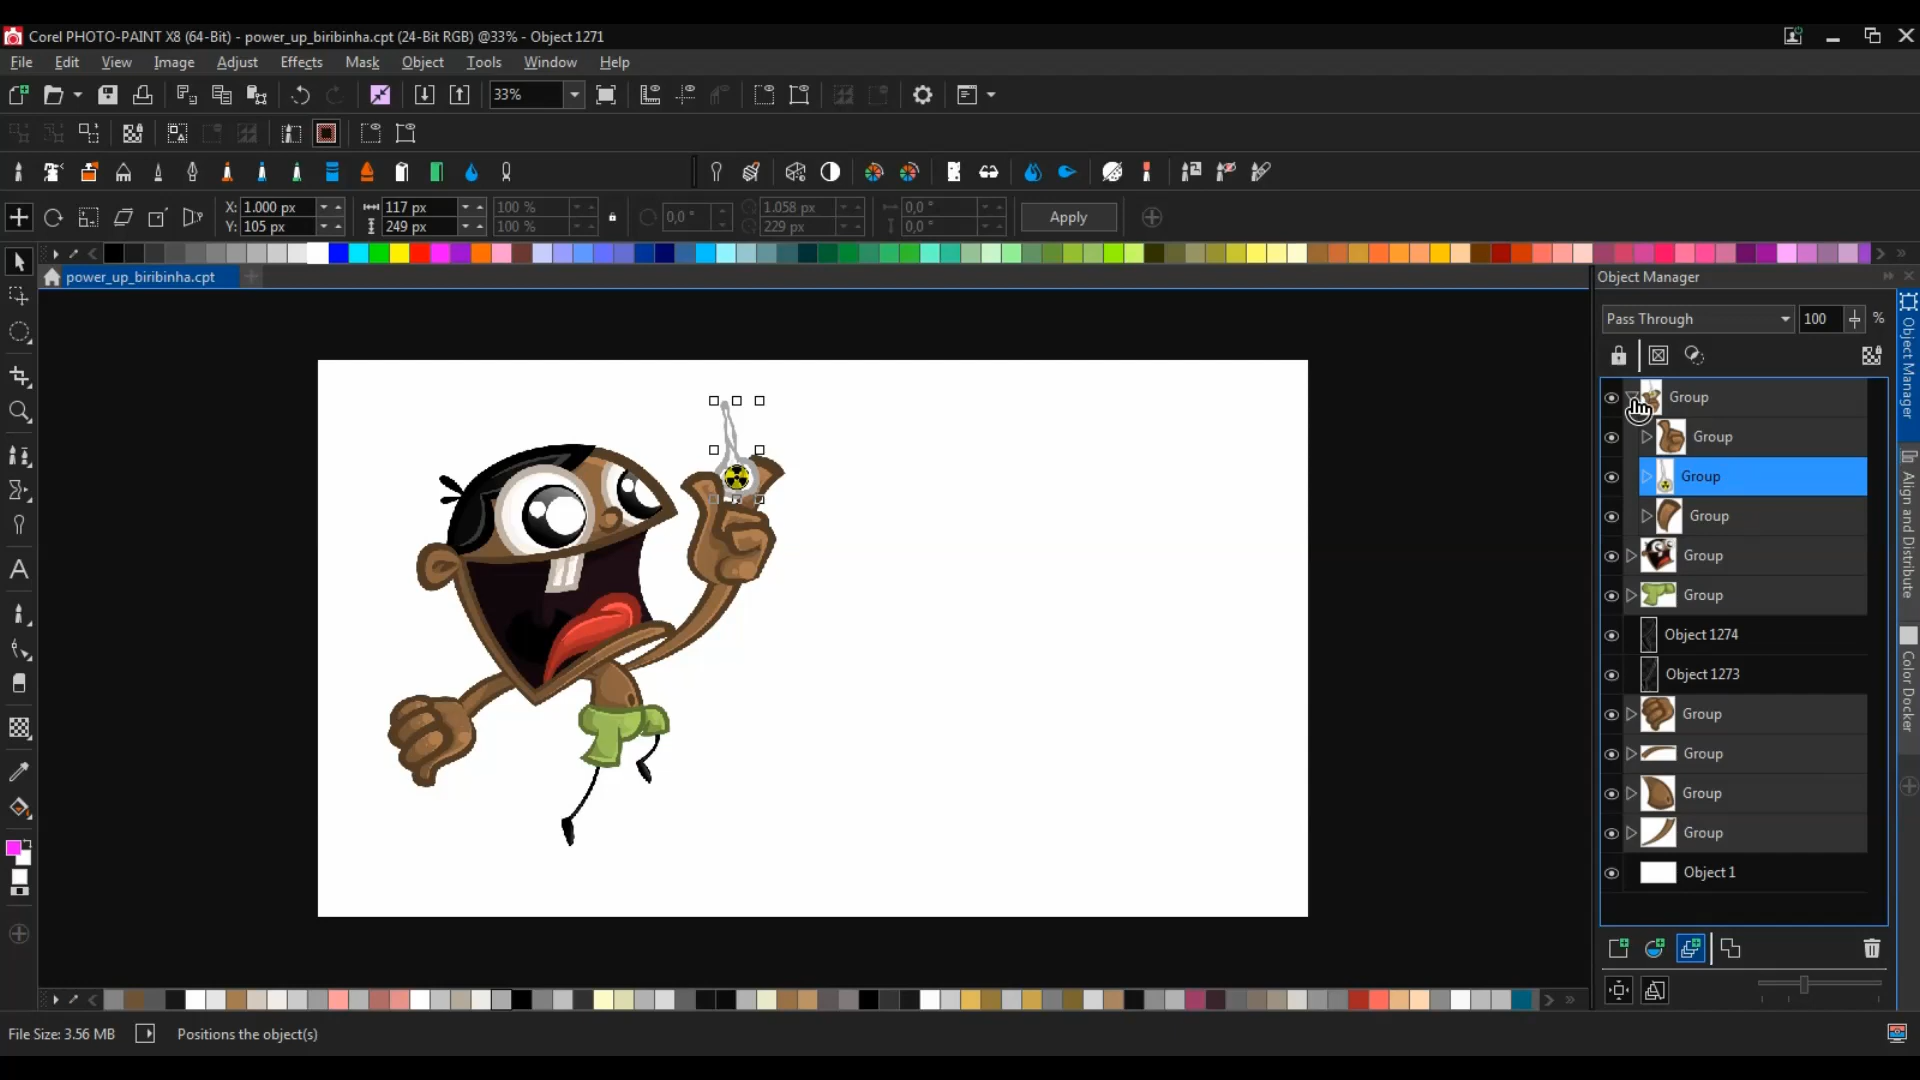 Corel PHOTO-PAINT X8 (64-Bit) - power_up_biribinha.cpt (24-Bit RGB) @33% - Object 1271
File Edit View Image Adjust Effects Mask Object Tools Window Help
33%
X: 1.000 px 117 px 100 % 0,0 ° 1.058 px 0,0 ° Apply
Y: 105 px 249 px 100 % 229 px 0,0 °
power_up_biribinha.cpt
Object Manager
Pass Through 100 %
Group
Group
Group
Group
Group
Group
Object 1274
Object 1273
Group
Group
Group
Group
Object 1
Object Manager
Align and Distribute
Color Docker
File Size: 3.56 MB Positions the object(s)